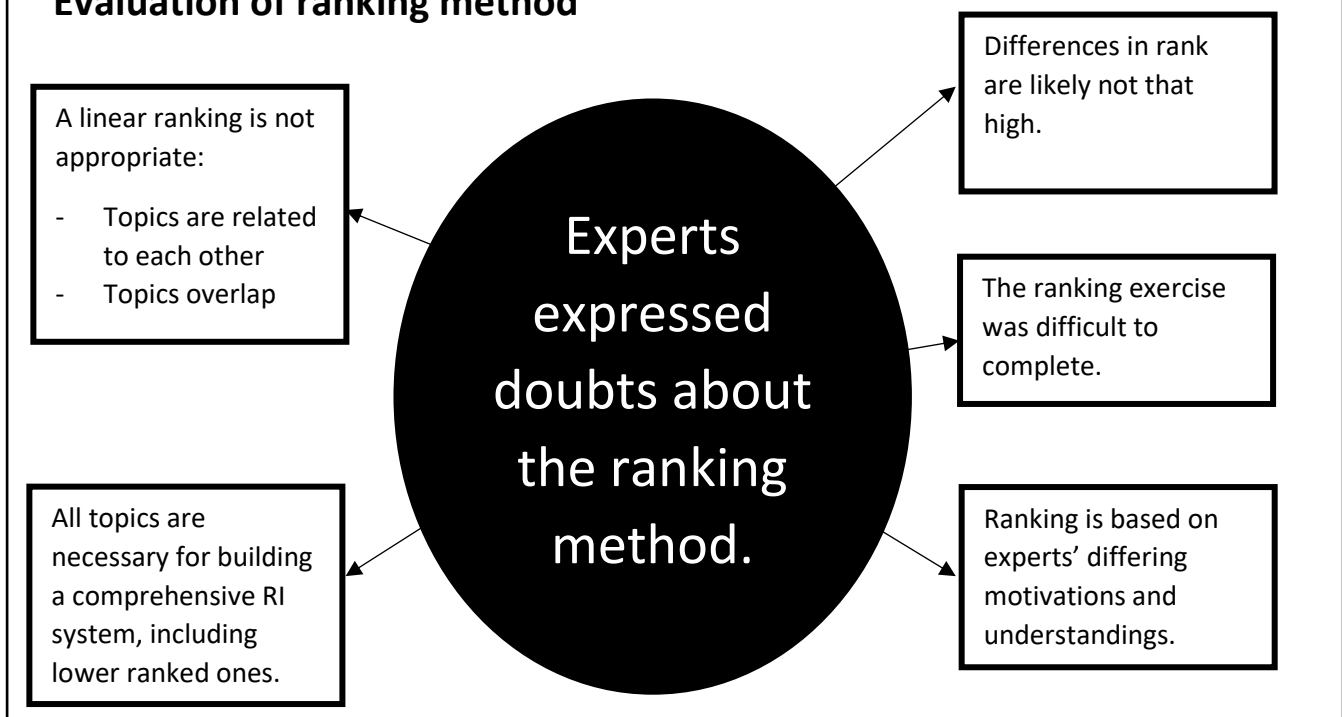 Evaluation of ranking method
A linear ranking is not
appropriate:
- Topics are related
to each other
- Topics overlap
All topics are
necessary for building
a comprehensive RI
system, including
lower ranked ones.
Experts
expressed
doubts about
the ranking
method.
Differences in rank
are likely not that
high.
The ranking exercise
was difficult to
complete.
Ranking is based on
experts’ differing
motivations and
understandings.